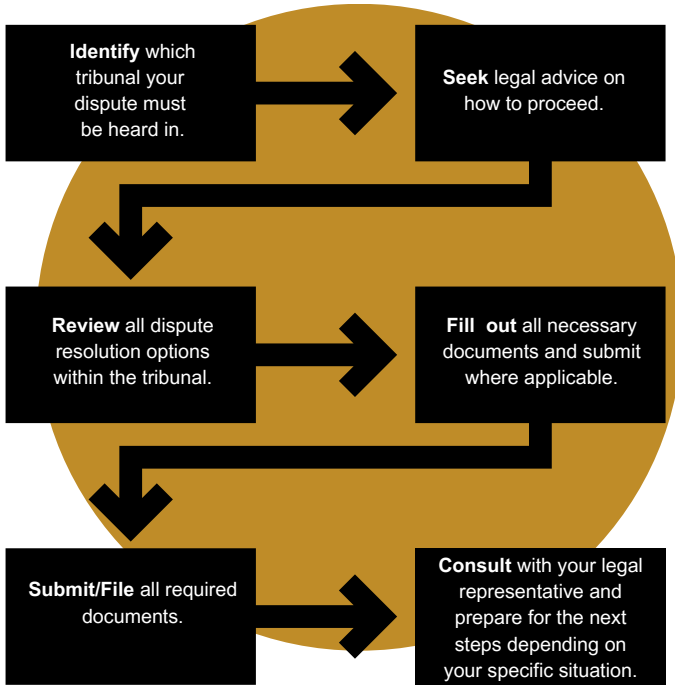 Identify which
tribunal your
dispute must
be heard in.
Seek legal advice on
how to proceed.
Review all dispute
resolution options
within the tribunal.
Fill  out all necessary
documents and submit
where applicable.
Submit/File all required
documents.
Consult with your legal
representative and
prepare for the next
steps depending on
your specific situation.